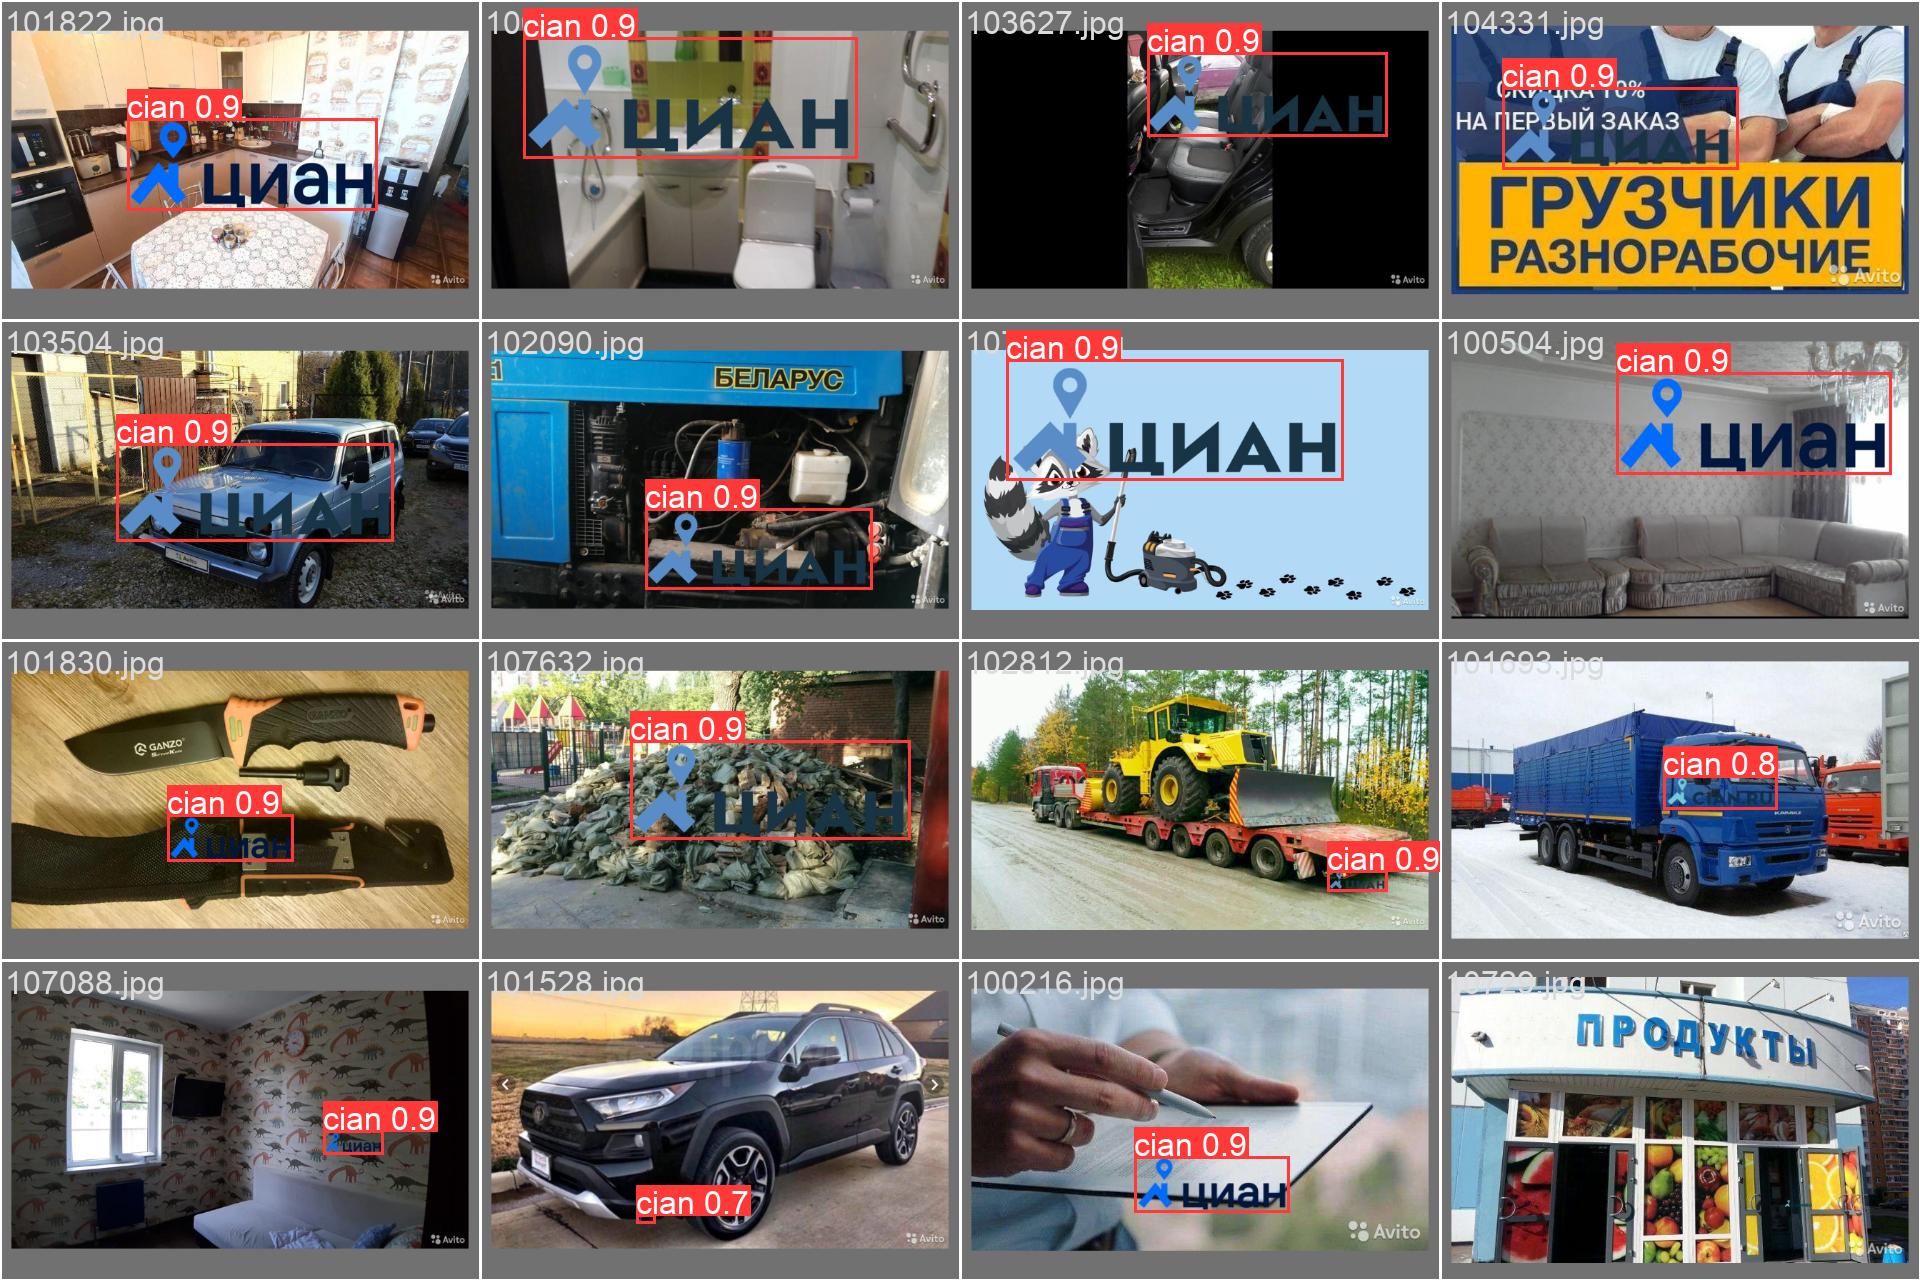 101822.jpg
cian 0.9
циан
Avito
10
cian 0.9
ЦИАН
Avito
103627.jpg
cian 0.9
ЦИАН
Avito
104331.jpg
cian 0.9
СКИДКА 10%
НА ПЕРВЫЙ ЗАКАЗ
ЦИАН
ГРУЗЧИКИ
РАЗНОРАБОЧИЕ
Avito
103504.jpg
cian 0.9
ЦИАН
Avito
102090.jpg
1
БЕЛАРУС
cian 0.9
ЦИАН
Avito
10
cian 0.9
ЦИАН
Avito
100504.jpg
cian 0.9
циан
Avito
101830.jpg
GANZO
GANZO
cian 0.9
циан
Avito
107632.jpg
cian 0.9
ЦИАН
Avito
102812.jpg
cian 0.9
ЦИАН
Avito
101693.jpg
cian 0.8
CIAN.RU
Avito
107088.jpg
cian 0.9
циан
Avito
101528.jpg
cian 0.7
Avito
100216.jpg
cian 0.9
циан
Avito
10729.jpg
ПРОДУКТЫ
Avito